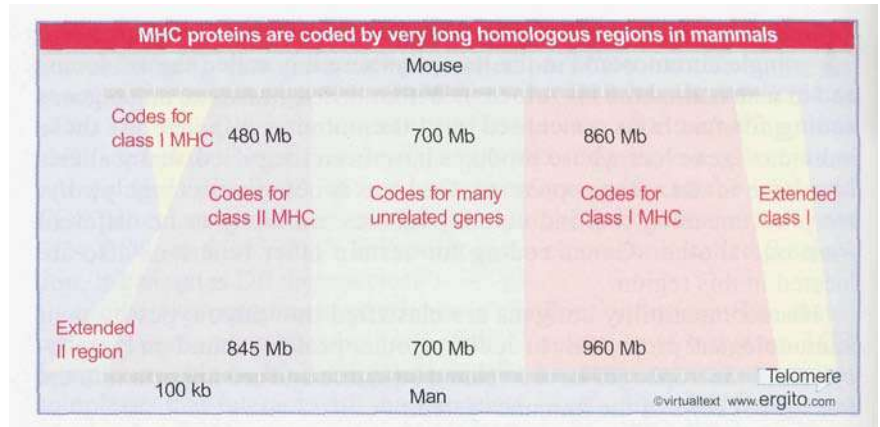 MHC proteins are coded by very long homologous regions in mammals
Mouse
Codes for
class I MHC
480 Mb
700 Mb
860 Mb
Codes for
class II MHC
Codes for many
unrelated genes
Codes for
class I MHC
Extended
class I
Extended
II region
845 Mb
700 Mb
960 Mb
100 kb
Man
Telomere
©virtualtext www.ergito.com